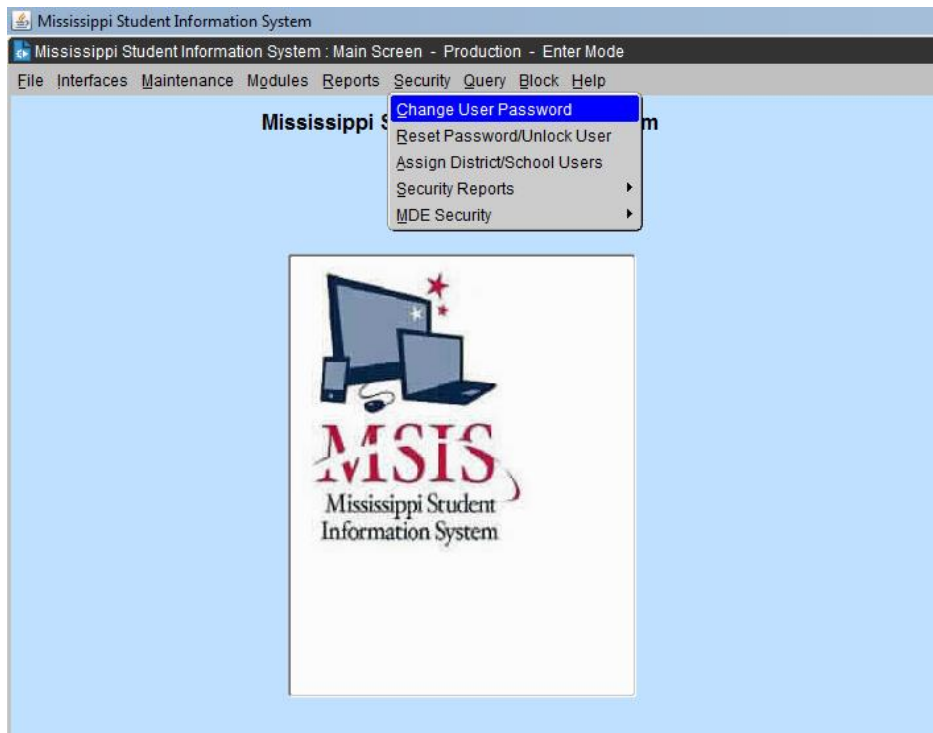 Mississippi Student Information System
Mississippi Student Information System : Main Screen - Production - Enter Mode
File Interfaces Maintenance Modules Reports Security Query Block Help
Mississippi S m
Change User Password
Reset Password/Unlock User
Assign District/School Users
Security Reports
MDE Security
MSIS
Mississippi Student
Information System